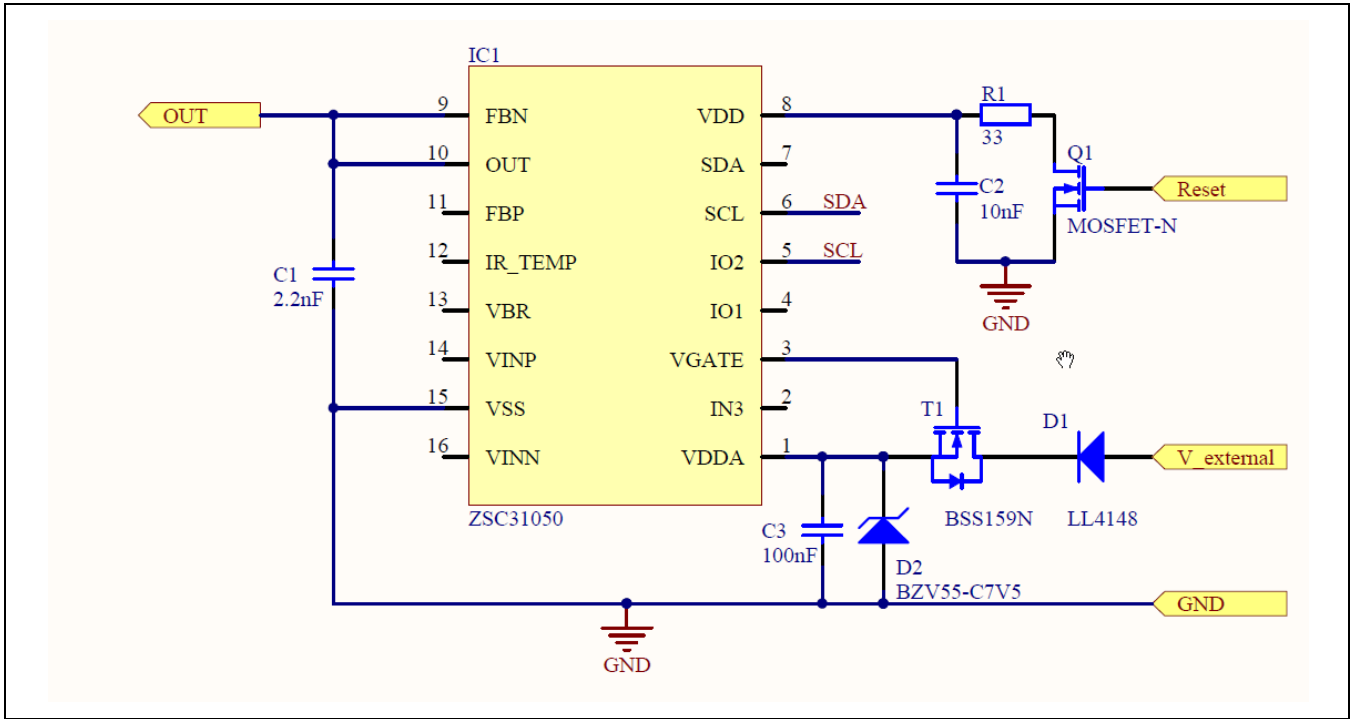 IC1
OUT
9
FBN
VDD
8
R1
33
10
OUT
SDA
7
Q1
Reset
11
FBP
SCL
6
SDA
C2
10nF
MOSFET-N
12
IR_TEMP
IO2
5
SCL
C1
2.2nF
13
VBR
IO1
4
GND
14
VINP
VGATE
3
15
VSS
IN3
2
T1
D1
16
VINN
VDDA
1
V_external
ZSC31050
C3
100nF
BSS159N
LL4148
D2
BZV55-C7V5
GND
GND